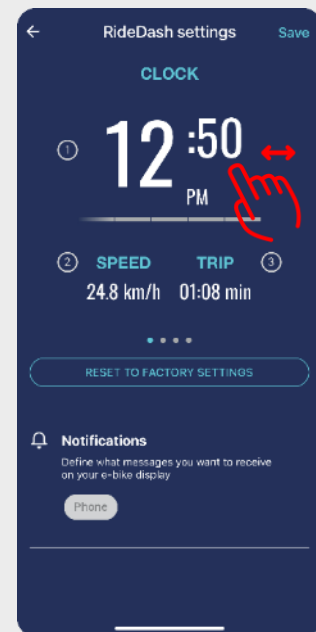 RideDash settings
Save
CLOCK
1
12:50
PM
2 SPEED TRIP 3
24.8 km/h 01:08 min
RESET TO FACTORY SETTINGS
Notifications
Define what messages you want to receive
on your e-bike display
Phone